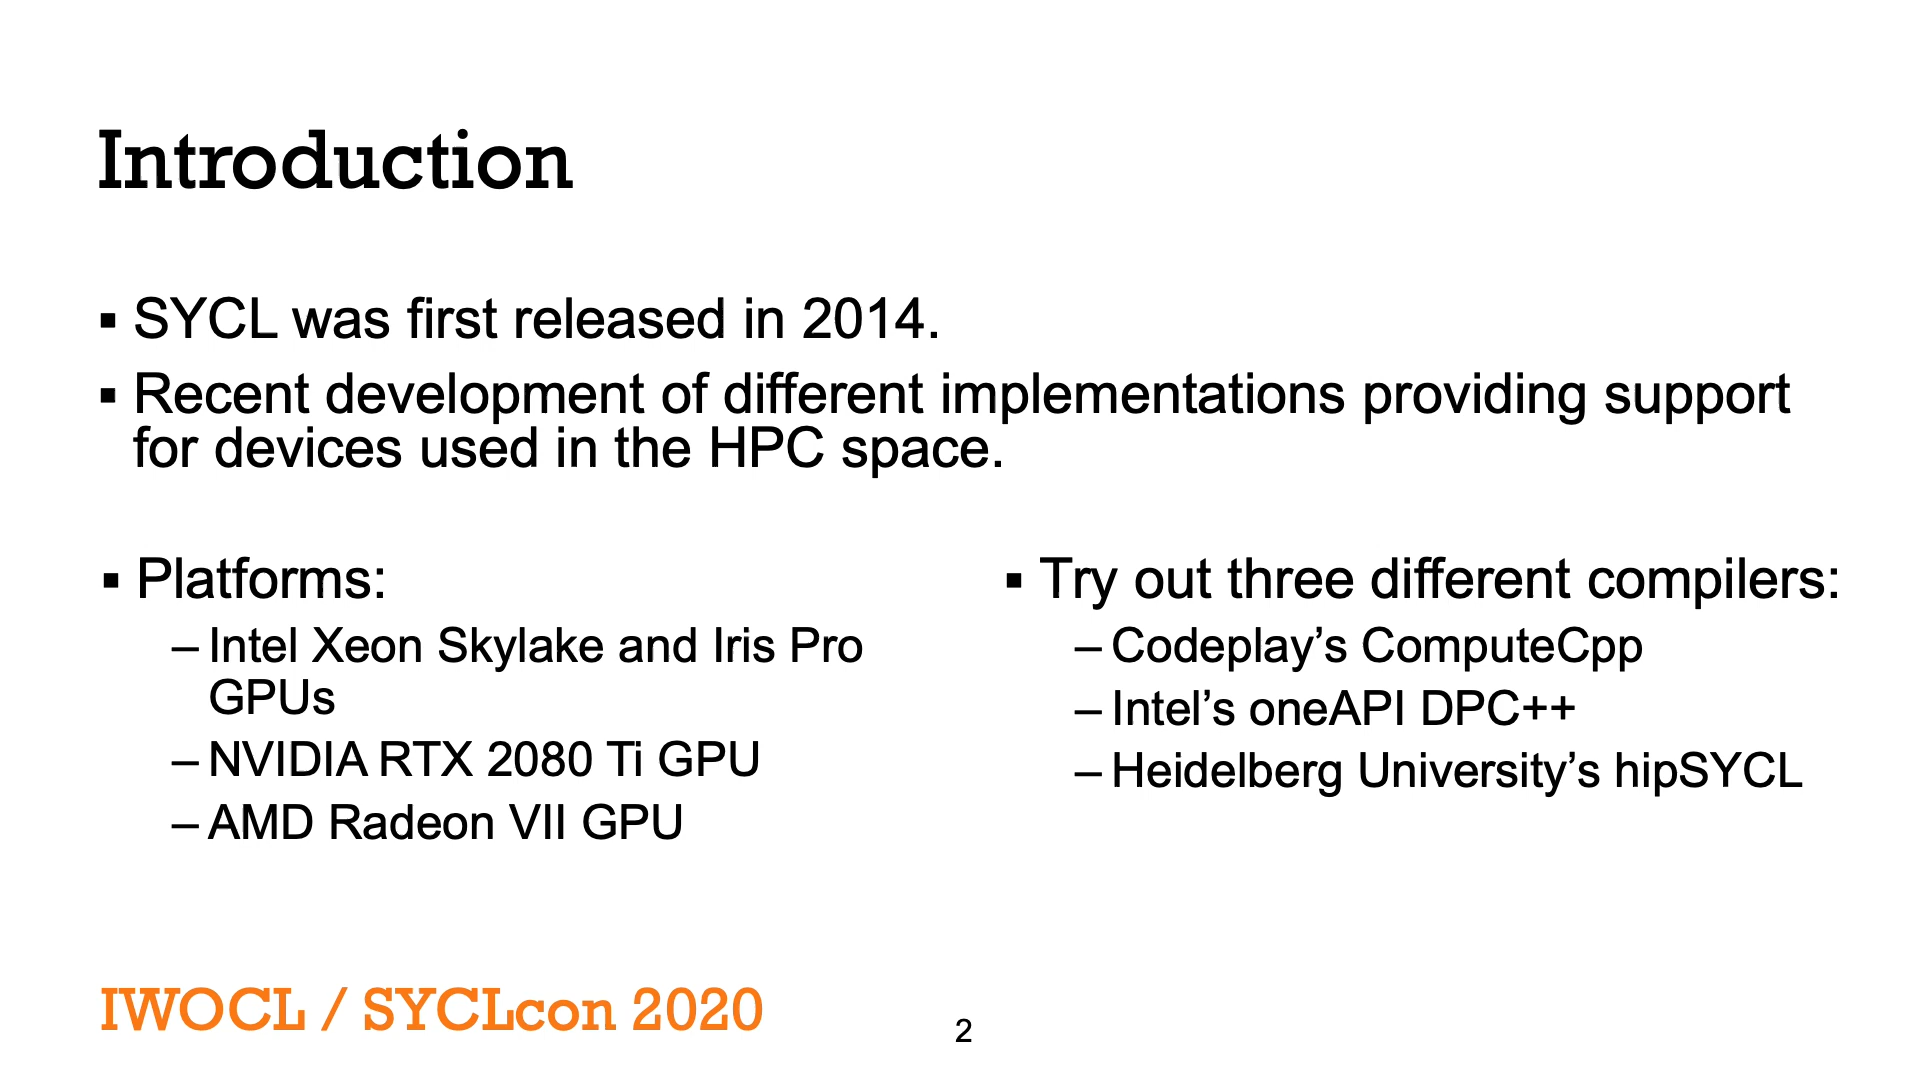 Introduction
▪ SYCL was first released in 2014.
▪ Recent development of different implementations providing support
for devices used in the HPC space.
▪ Platforms:
– Intel Xeon Skylake and Iris Pro
GPUs
– NVIDIA RTX 2080 Ti GPU
– AMD Radeon VII GPU
▪ Try out three different compilers:
– Codeplay’s ComputeCpp
– Intel’s oneAPI DPC++
– Heidelberg University’s hipSYCL
IWOCL / SYCLcon 2020
2